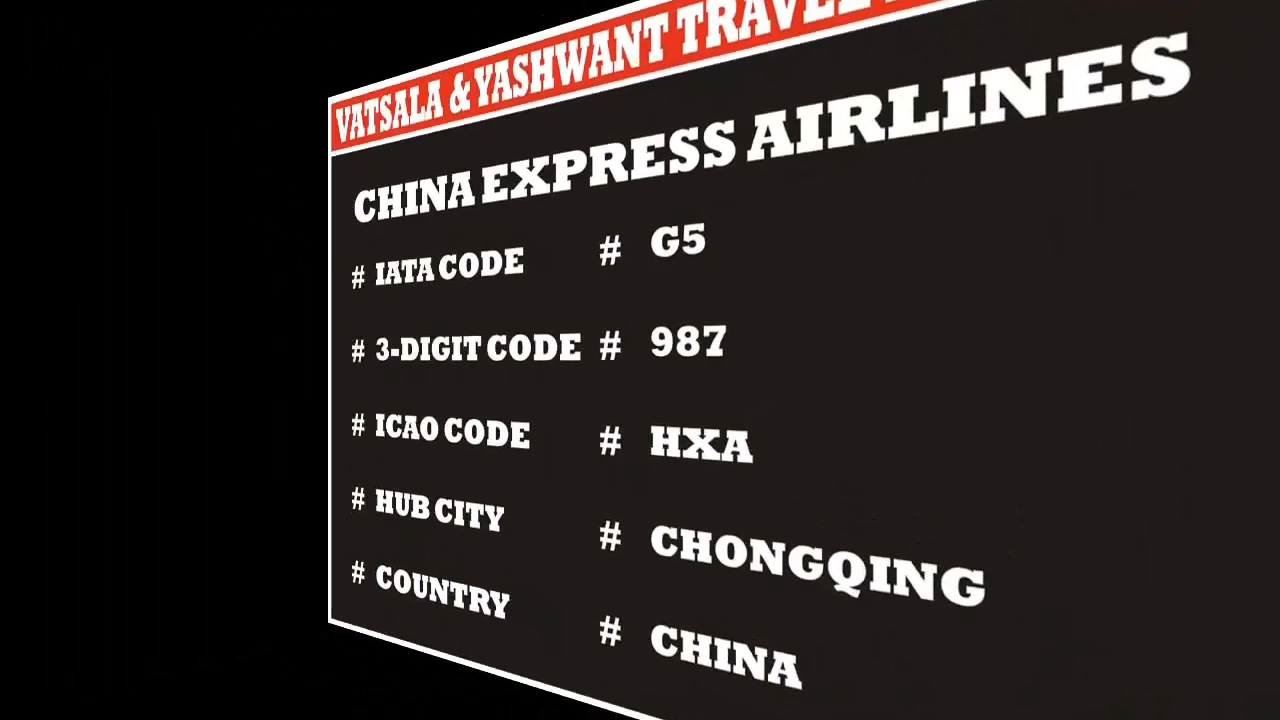 VATSALA & YASHWANT TRAVEL
CHINA EXPRESS AIRLINES
# IATA CODE # G5
# 3-DIGIT CODE # 987
# ICAO CODE # HXA
# HUB CITY # CHONGQING
# COUNTRY # CHINA